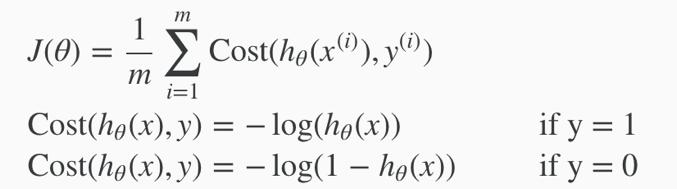 J(θ) = 1/m ∑_{i=1}^{m} Cost(h_θ(x^{(i)}), y^{(i)})
Cost(h_θ(x), y) = − log(h_θ(x)) if y = 1
Cost(h_θ(x), y) = − log(1 − h_θ(x)) if y = 0